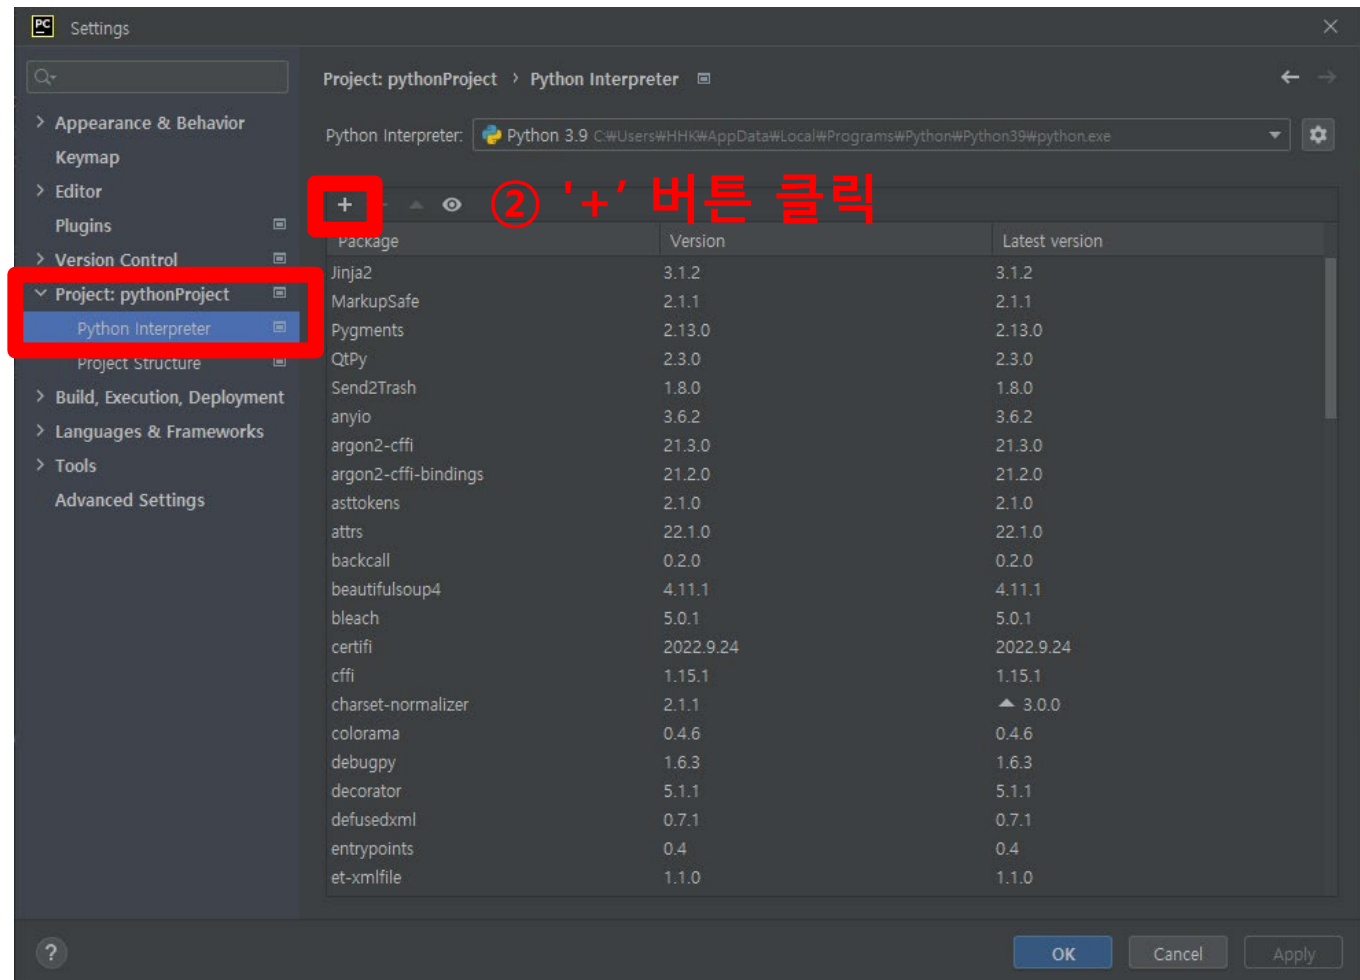 PC Settings
Project: pythonProject > Python Interpreter
Appearance & Behavior
Python Interpreter: Python 3.9 C:₩Users₩HHK₩AppData₩Local₩Programs₩Python₩Python39₩python.exe
Keymap
Editor
Plugins
Version Control
Project: pythonProject
Python Interpreter
Project Structure
Build, Execution, Deployment
Languages & Frameworks
Tools
Advanced Settings
② '+' 버튼 클릭
Package Version Latest version
Jinja2 3.1.2 3.1.2
MarkupSafe 2.1.1 2.1.1
Pygments 2.13.0 2.13.0
QtPy 2.3.0 2.3.0
Send2Trash 1.8.0 1.8.0
anyio 3.6.2 3.6.2
argon2-cffi 21.3.0 21.3.0
argon2-cffi-bindings 21.2.0 21.2.0
asttokens 2.1.0 2.1.0
attrs 22.1.0 22.1.0
backcall 0.2.0 0.2.0
beautifulsoup4 4.11.1 4.11.1
bleach 5.0.1 5.0.1
certifi 2022.9.24 2022.9.24
cffi 1.15.1 1.15.1
charset-normalizer 2.1.1 3.0.0
colorama 0.4.6 0.4.6
debugpy 1.6.3 1.6.3
decorator 5.1.1 5.1.1
defusedxml 0.7.1 0.7.1
entrypoints 0.4 0.4
et-xmlfile 1.1.0 1.1.0
? OK Cancel Apply